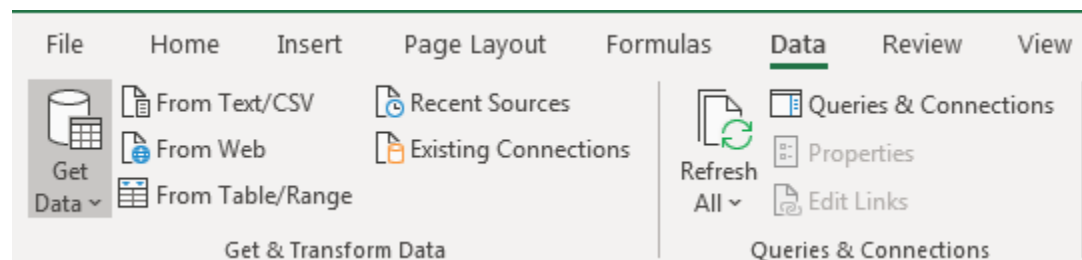 File Home Insert Page Layout Formulas Data Review View
Get
Data
From Text/CSV
From Web
From Table/Range
Recent Sources
Existing Connections
Get & Transform Data
Refresh
All
Queries & Connections
Properties
Edit Links
Queries & Connections